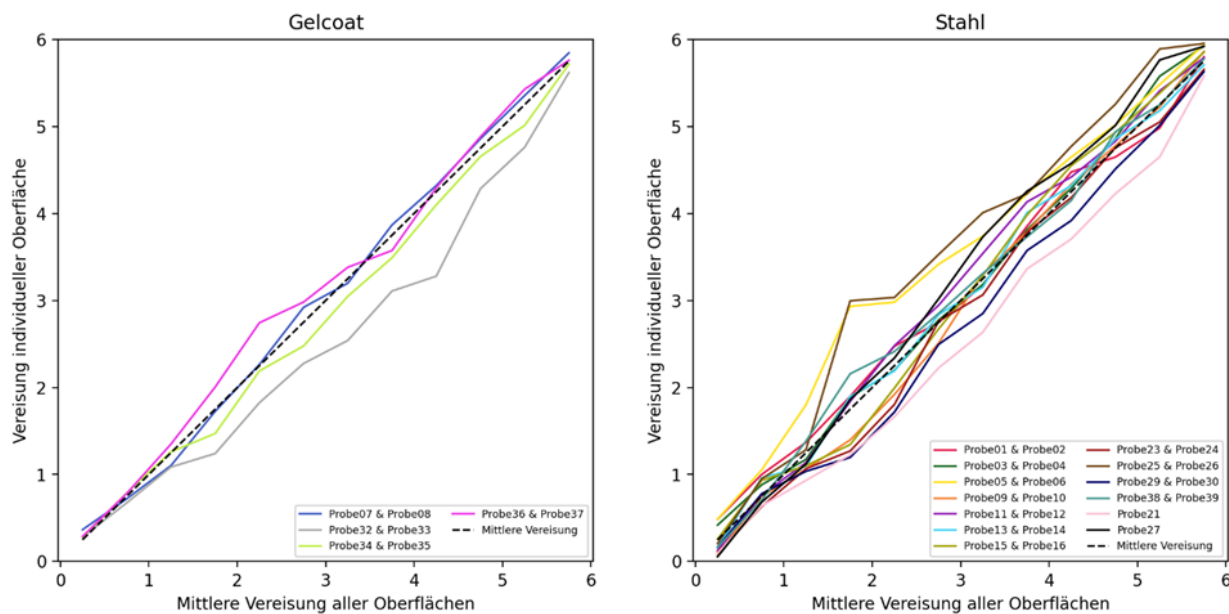 Gelcoat
6
5
4
3
2
1
0
Vereisung individueller Oberfläche
0 1 2 3 4 5 6
Mittlere Vereisung aller Oberflächen
Probe07 & Probe08
Probe32 & Probe33
Probe34 & Probe35
Probe36 & Probe37
Mittlere Vereisung
Stahl
6
5
4
3
2
1
0
Vereisung individueller Oberfläche
0 1 2 3 4 5 6
Mittlere Vereisung aller Oberflächen
Probe01 & Probe02
Probe03 & Probe04
Probe05 & Probe06
Probe09 & Probe10
Probe11 & Probe12
Probe13 & Probe14
Probe15 & Probe16
Probe23 & Probe24
Probe25 & Probe26
Probe29 & Probe30
Probe38 & Probe39
Probe21
Probe27
Mittlere Vereisung